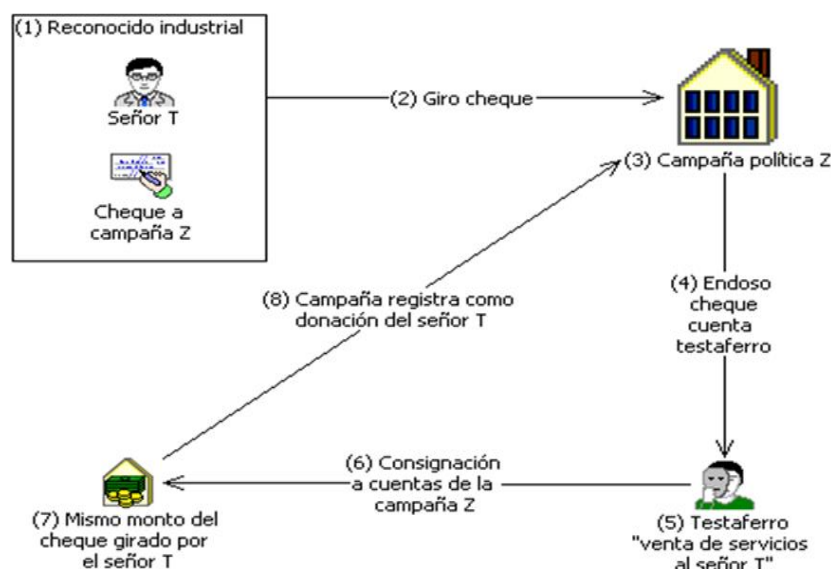 (1) Reconocido industrial
Señor T
Cheque a
campaña Z
(2) Giro cheque
(3) Campaña política Z
(4) Endoso
cheque
cuenta
testaferro
(5) Testaferro
"venta de servicios
al señor T"
(6) Consignación
a cuentas de la
campaña Z
(7) Mismo monto del
cheque girado por
el señor T
(8) Campaña registra como
donación del señor T